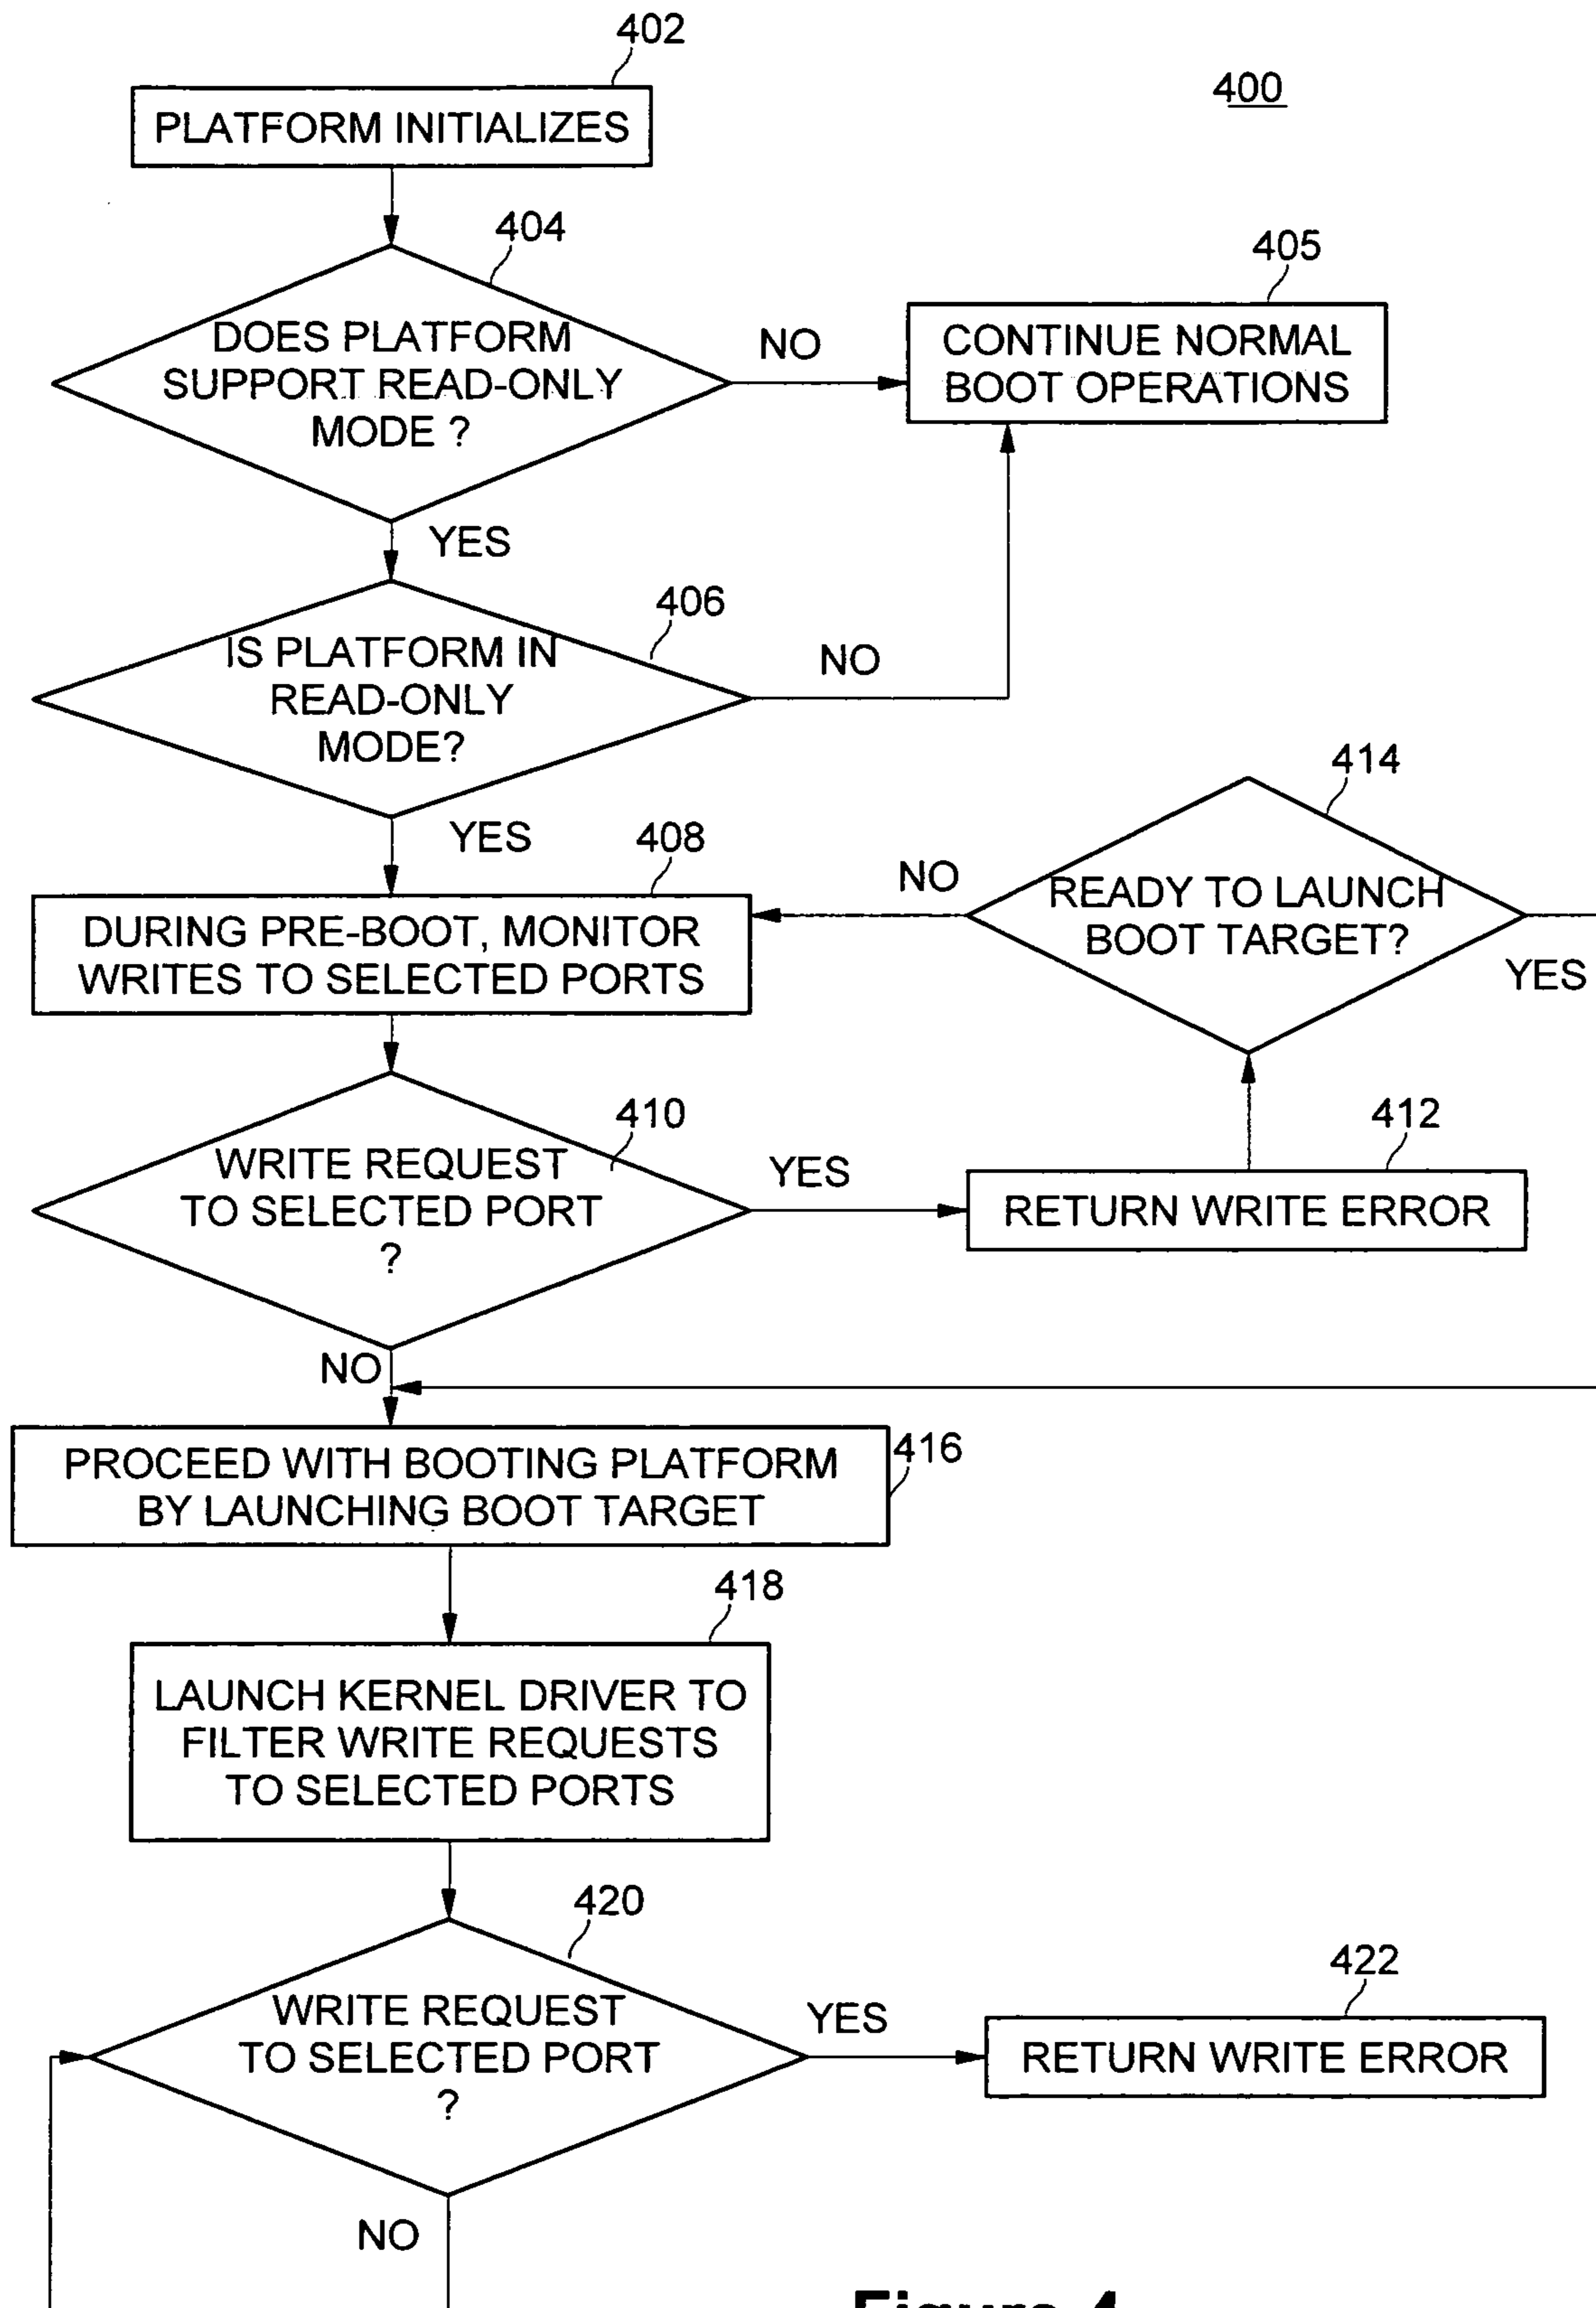 402
400
PLATFORM INITIALIZES
404
405
DOES PLATFORM
SUPPORT READ-ONLY
MODE ?
NO
CONTINUE NORMAL
BOOT OPERATIONS
YES
406
IS PLATFORM IN
READ-ONLY
MODE?
NO
YES
408
414
DURING PRE-BOOT, MONITOR
WRITES TO SELECTED PORTS
NO
READY TO LAUNCH
BOOT TARGET?
YES
410
412
WRITE REQUEST
TO SELECTED PORT
?
YES
RETURN WRITE ERROR
NO
416
PROCEED WITH BOOTING PLATFORM
BY LAUNCHING BOOT TARGET
418
LAUNCH KERNEL DRIVER TO
FILTER WRITE REQUESTS
TO SELECTED PORTS
420
422
WRITE REQUEST
TO SELECTED PORT
?
YES
RETURN WRITE ERROR
NO
Figure 4